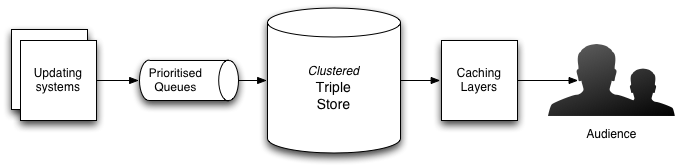 Updating
systems
Prioritised
Queues
Clustered
Triple
Store
Caching
Layers
Audience